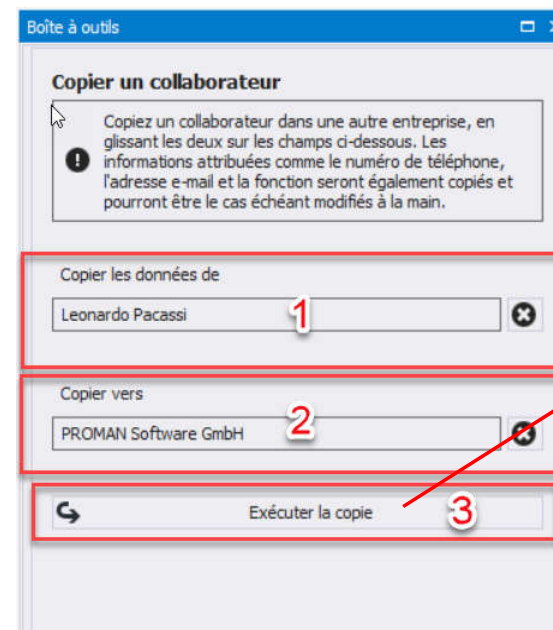 Boîte à outils
Copier un collaborateur
Copiez un collaborateur dans une autre entreprise, en
glissant les deux sur les champs ci-dessous. Les
informations attribuées comme le numéro de téléphone,
l'adresse e-mail et la fonction seront également copiés et
pourront être le cas échéant modifiés à la main.
Copier les données de
Leonardo Pacassi
1
Copier vers
PROMAN Software GmbH
2
Exécuter la copie
3